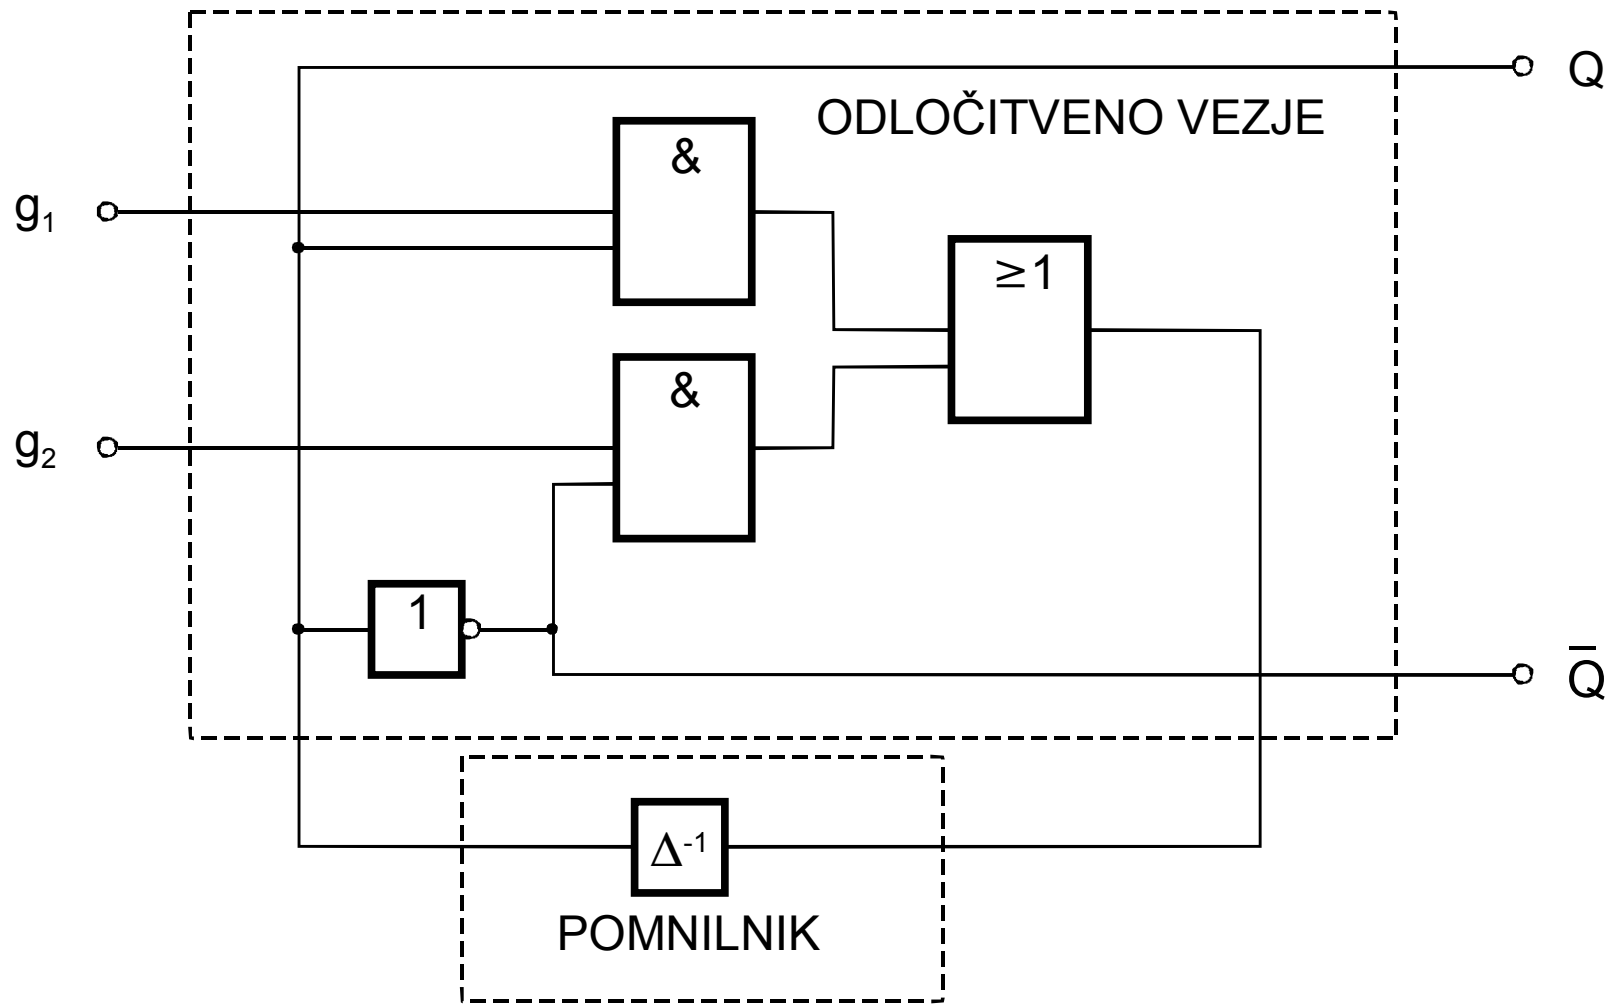 Q
ODLOČITVENO VEZJE
&
g₁
≥1
&
g₂
1
Q̅
Δ⁻¹
POMNILNIK